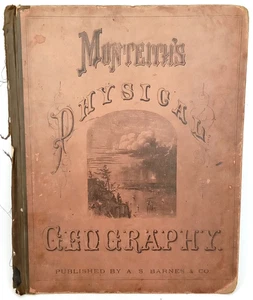 MONTEITH'S
PHYSICAL
GEOGRAPHY.
PUBLISHED BY A. S. BARNES & CO